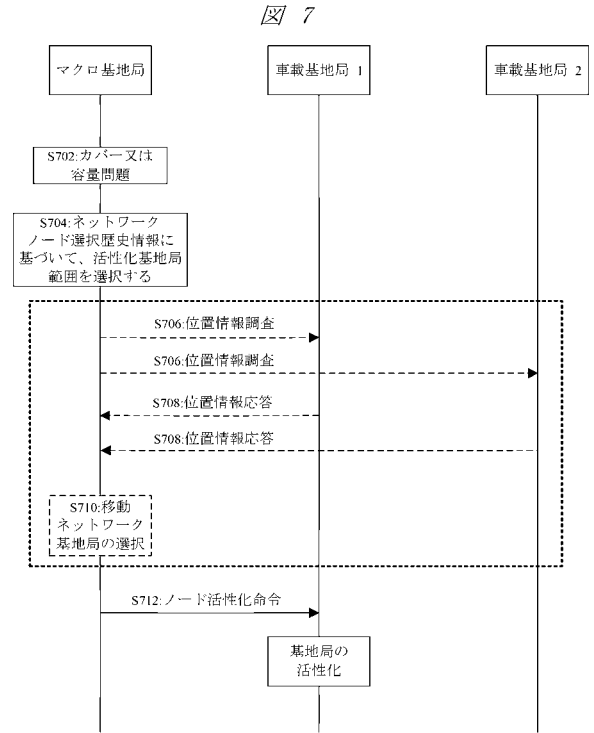 図 7
マクロ基地局
車載基地局 1
車載基地局 2
S702:カバー又は
容量問題
S704:ネットワーク
ノード選択歴史情報に
基づいて、活性化基地局
範囲を選択する
S706:位置情報調査
S706:位置情報調査
S708:位置情報応答
S708:位置情報応答
S710:移動
ネットワーク
基地局の選択
S712:ノード活性化命令
基地局の
活性化